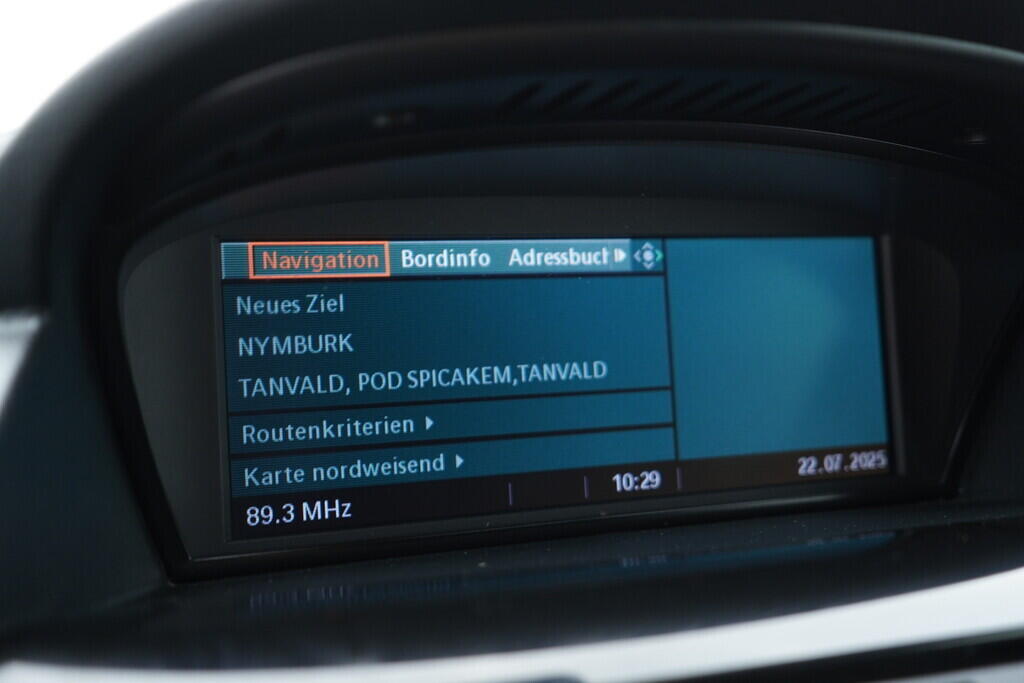 Navigation Bordinfo Adressbuch
Neues Ziel
NYMBURK
TANVALD, POD SPICAKEM,TANVALD
Routenkriterien
Karte nordweisend
89.3 MHz 10:29 22.07.2025